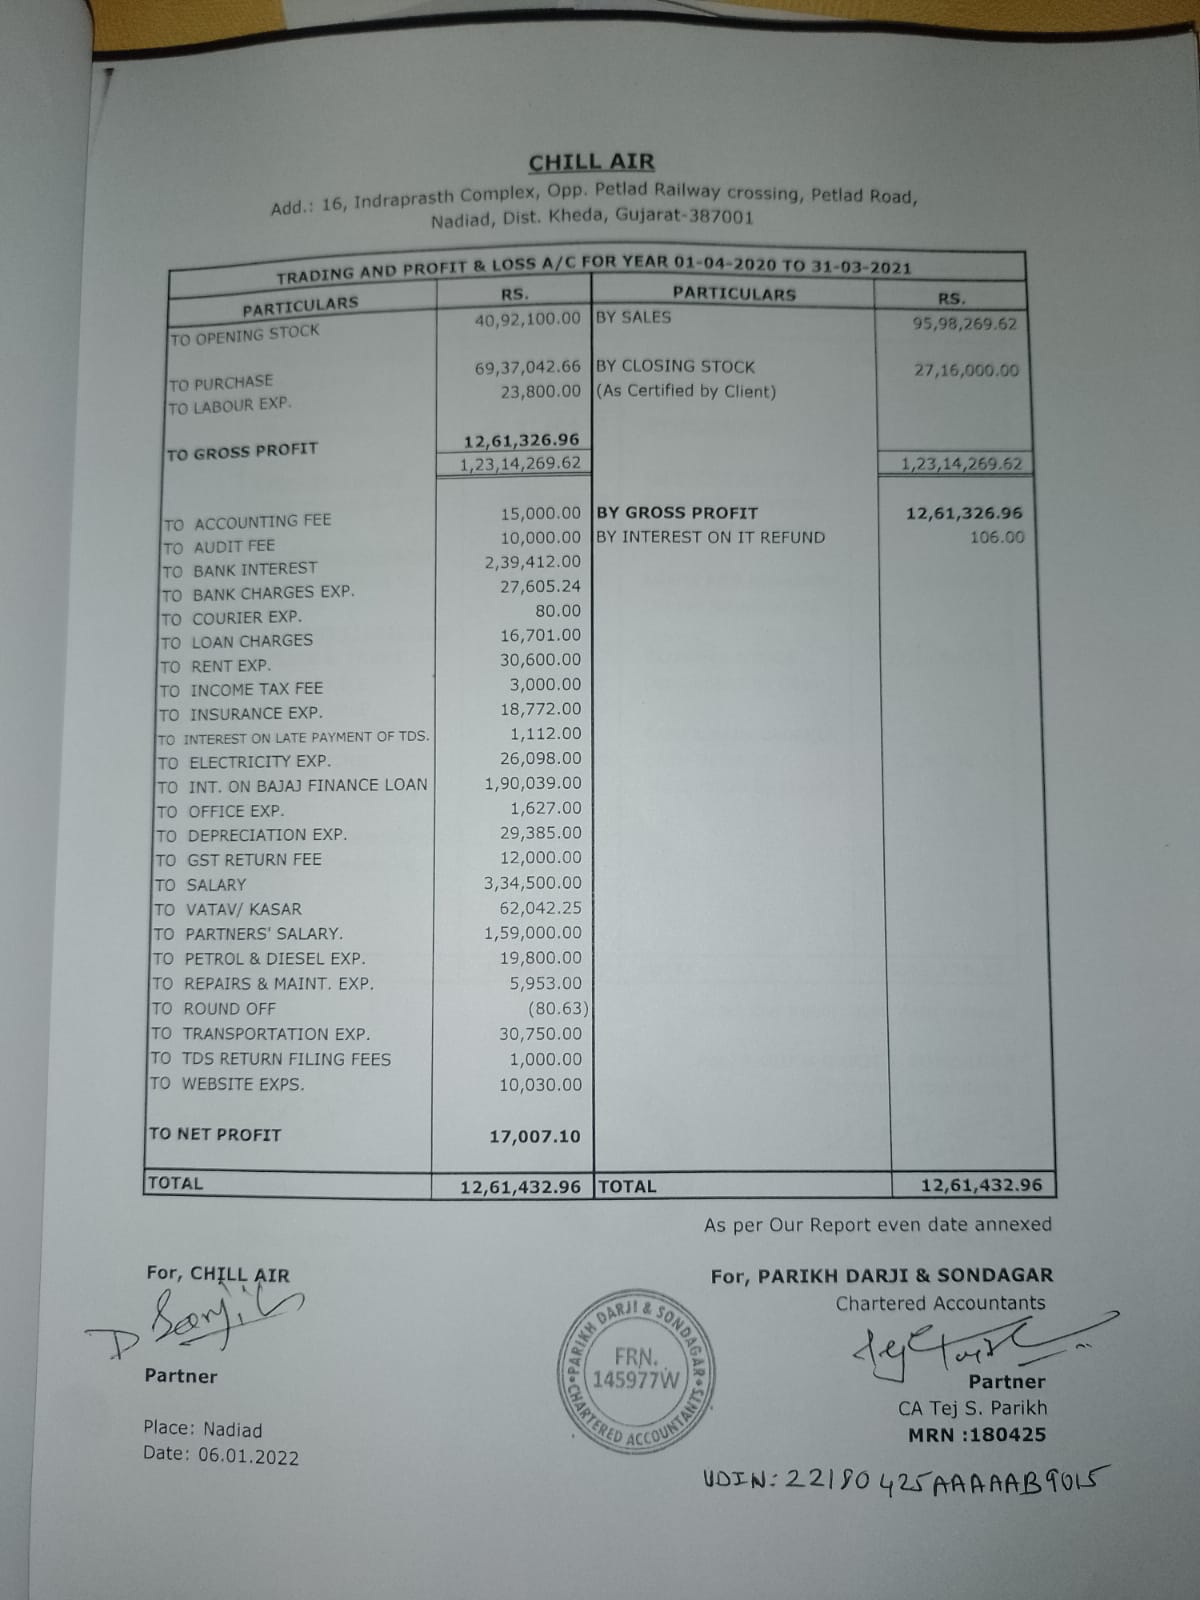 CHILL AIR
Add.: 16, Indraprasth Complex, Opp. Petlad Railway crossing, Petlad Road,
Nadiad, Dist. Kheda, Gujarat-387001
TRADING AND PROFIT & LOSS A/C FOR YEAR 01-04-2020 TO 31-03-2021
PARTICULARS RS. PARTICULARS RS.
TO OPENING STOCK 40,92,100.00 BY SALES 95,98,269.62
TO PURCHASE 69,37,042.66 BY CLOSING STOCK 27,16,000.00
TO LABOUR EXP. 23,800.00 (As Certified by Client)
TO GROSS PROFIT 12,61,326.96
1,23,14,269.62 1,23,14,269.62
TO ACCOUNTING FEE 15,000.00 BY GROSS PROFIT 12,61,326.96
TO AUDIT FEE 10,000.00 BY INTEREST ON IT REFUND 106.00
TO BANK INTEREST 2,39,412.00
TO BANK CHARGES EXP. 27,605.24
TO COURIER EXP. 80.00
TO LOAN CHARGES 16,701.00
TO RENT EXP. 30,600.00
TO INCOME TAX FEE 3,000.00
TO INSURANCE EXP. 18,772.00
TO INTEREST ON LATE PAYMENT OF TDS. 1,112.00
TO ELECTRICITY EXP. 26,098.00
TO INT. ON BAJAJ FINANCE LOAN 1,90,039.00
TO OFFICE EXP. 1,627.00
TO DEPRECIATION EXP. 29,385.00
TO GST RETURN FEE 12,000.00
TO SALARY 3,34,500.00
TO VATAV/ KASAR 62,042.25
TO PARTNERS' SALARY. 1,59,000.00
TO PETROL & DIESEL EXP. 19,800.00
TO REPAIRS & MAINT. EXP. 5,953.00
TO ROUND OFF (80.63)
TO TRANSPORTATION EXP. 30,750.00
TO TDS RETURN FILING FEES 1,000.00
TO WEBSITE EXPS. 10,030.00
TO NET PROFIT 17,007.10
TOTAL 12,61,432.96 TOTAL 12,61,432.96
As per Our Report even date annexed
For, CHILL AIR For, PARIKH DARJI & SONDAGAR
Chartered Accountants
PARIKH DARJI & SONDAGAR
FRN.
145977W
CHARTERED ACCOUNTANTS
Partner Partner
CA Tej S. Parikh
Place: Nadiad MRN :180425
Date: 06.01.2022
UDIN: 22180425AAAAAB9015